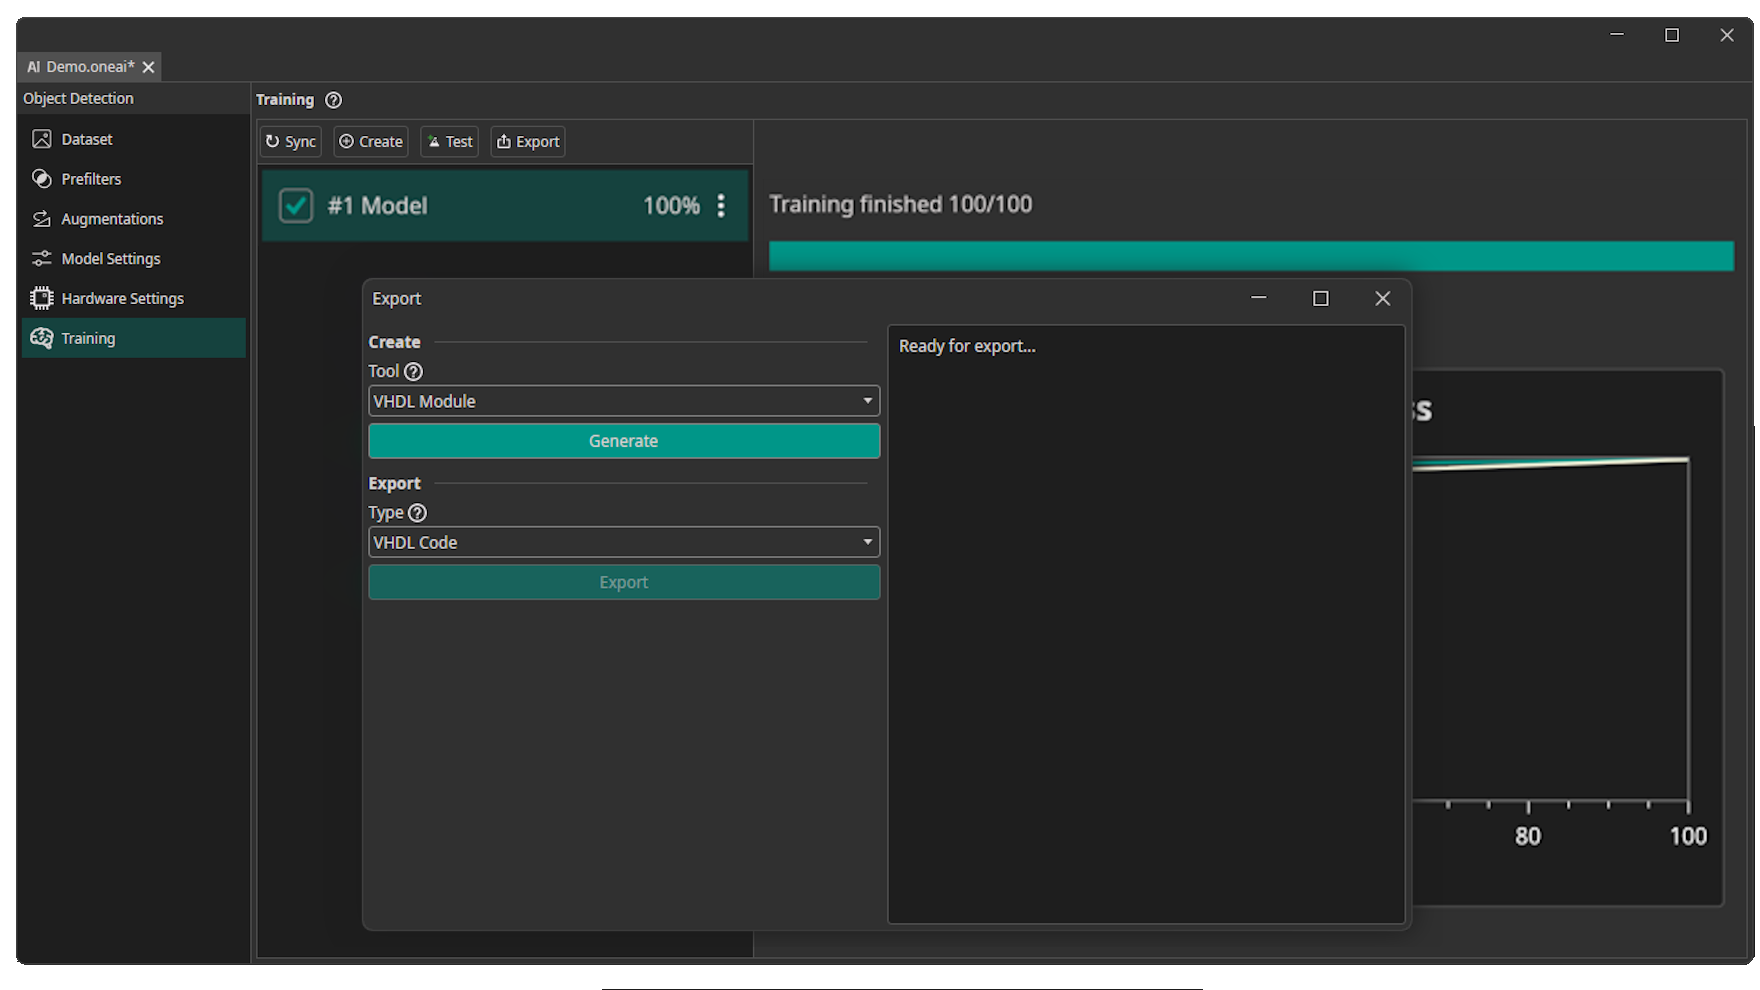 AI Demo.oneai*
Object Detection
Dataset
Prefilters
Augmentations
Model Settings
Hardware Settings
Training
Training
Sync Create Test Export
#1 Model 100%
Training finished 100/100
Export
Create
Tool
VHDL Module
Generate
Export
Type
VHDL Code
Export
Ready for export...
80 100